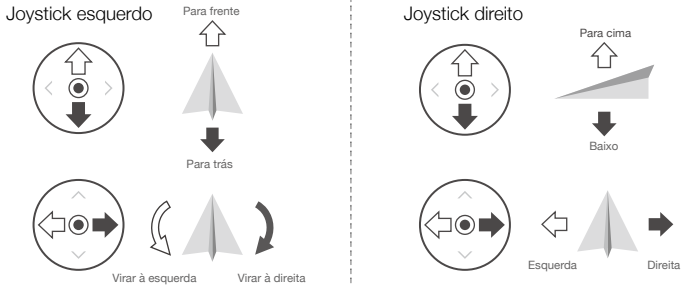 Joystick esquerdo
Para frente
Para trás
Virar à esquerda
Virar à direita
Joystick direito
Para cima
Baixo
Esquerda
Direita